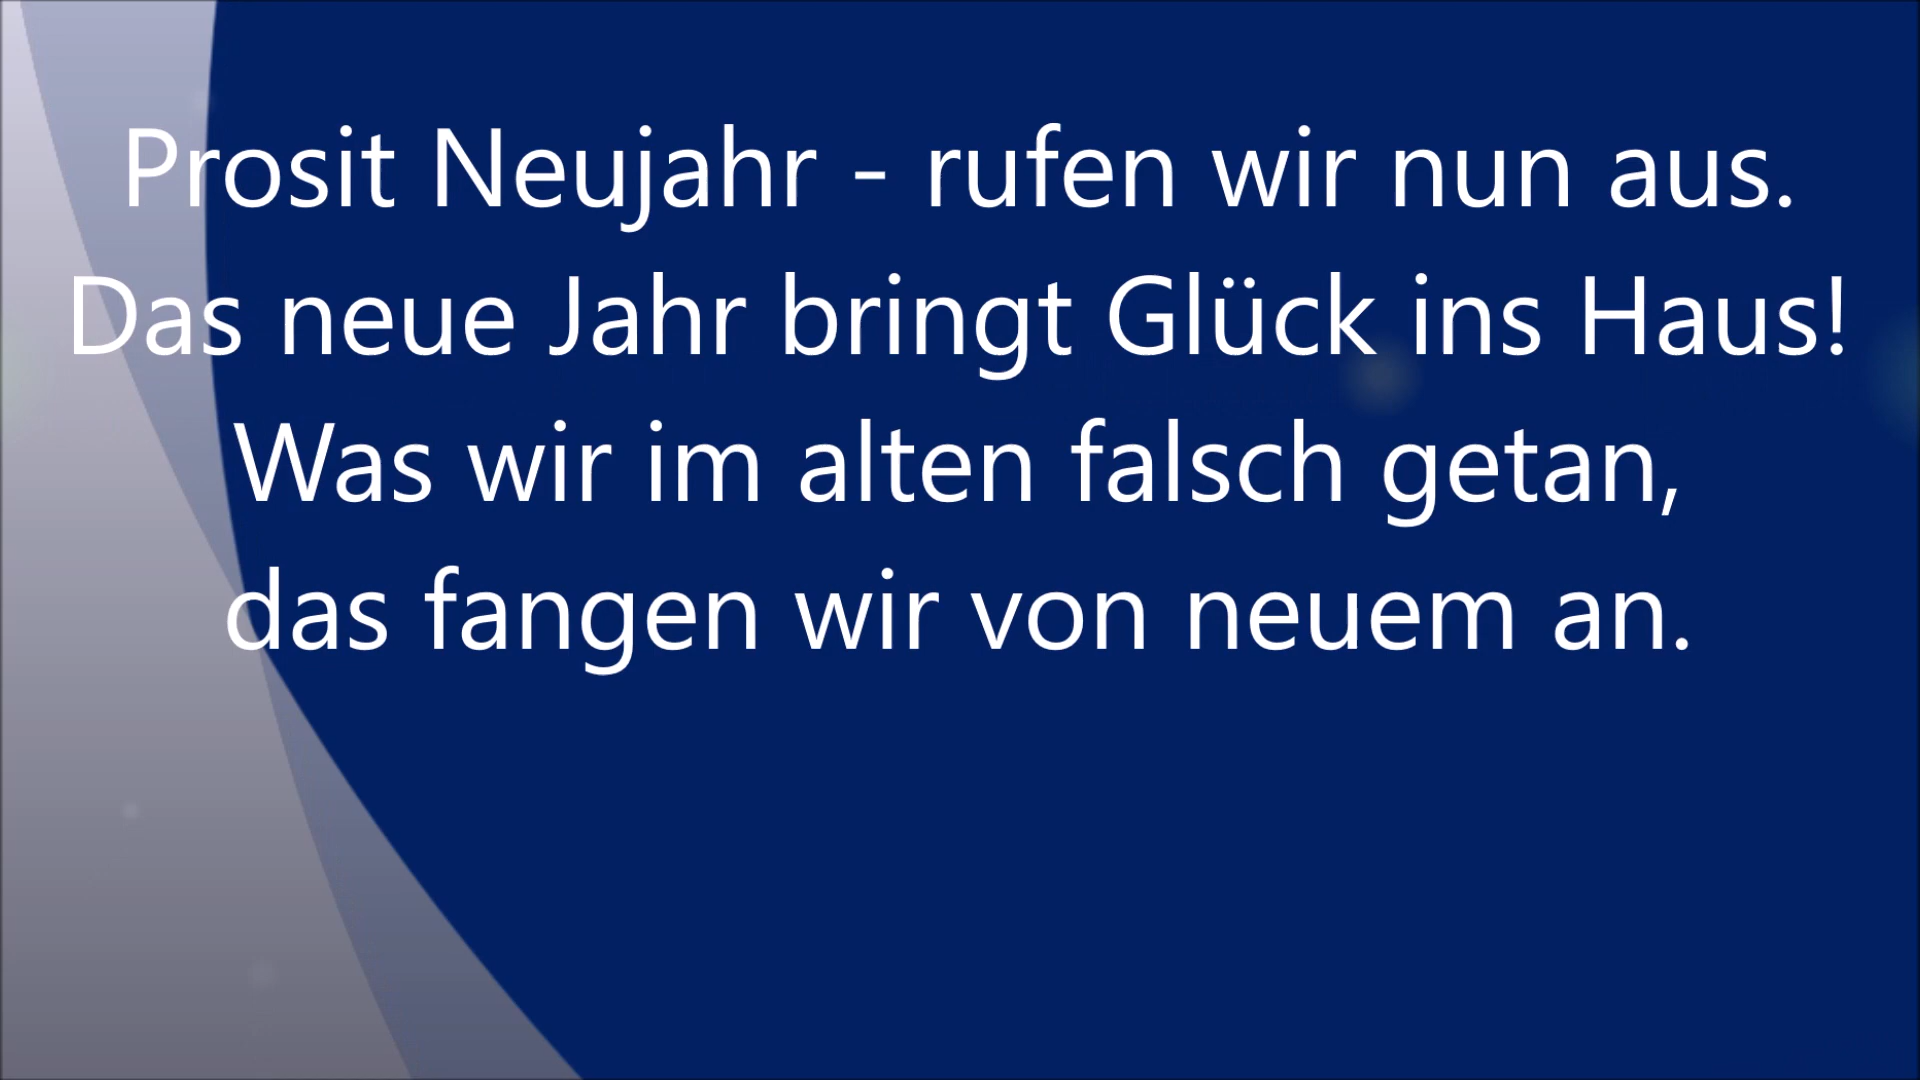 Prosit Neujahr - rufen wir nun aus.
Das neue Jahr bringt Glück ins Haus!
Was wir im alten falsch getan,
das fangen wir von neuem an.